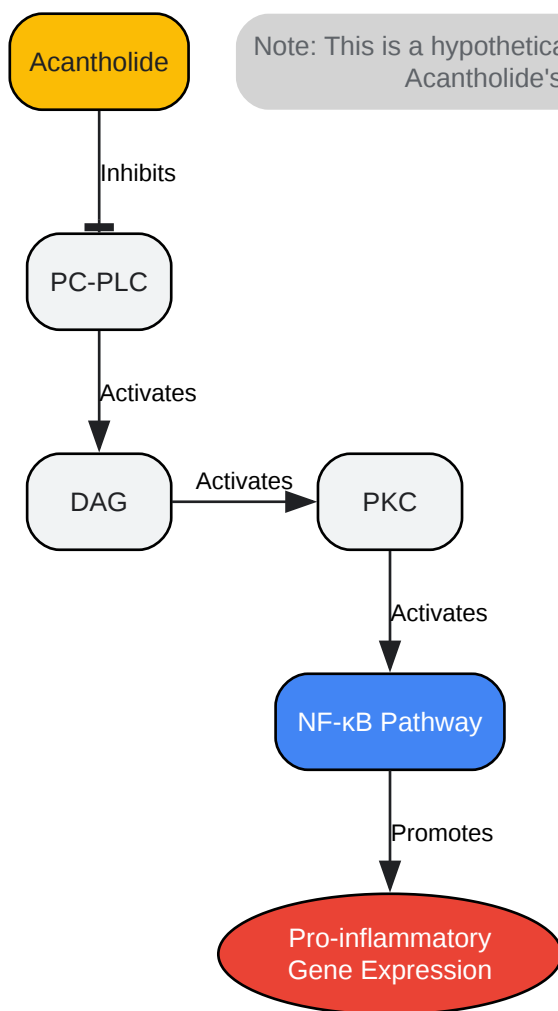 Acantholide
Note: This is a hypothetica
Acantholide's
Inhibits
PC-PLC
Activates
DAG
Activates
PKC
Activates
NF-κB Pathway
Promotes
Pro-inflammatory
Gene Expression